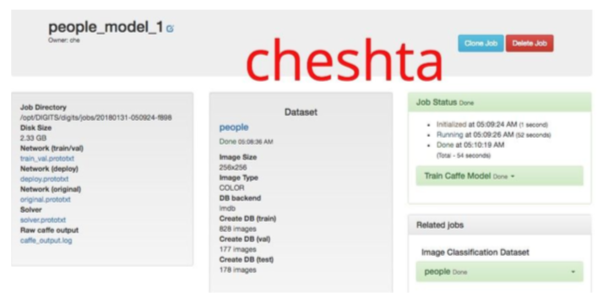 people_model_1
Owner: che
cheshta
Clone Job
Delete Job
Job Directory
/opt/DIGITS/digits/jobs/20180131-050924-f898
Disk Size
2.33 GB
Network (train/val)
train_val.prototxt
Network (deploy)
deploy.prototxt
Network (original)
original.prototxt
Solver
solver.prototxt
Raw caffe output
caffe_output.log
Dataset
people
Done 05:08:36 AM
Image Size
256x256
Image Type
COLOR
DB backend
lmdb
Create DB (train)
828 images
Create DB (val)
177 images
Create DB (test)
178 images
Job Status Done
Initialized at 05:09:24 AM (1 second)
Running at 05:09:26 AM (52 seconds)
Done at 05:10:19 AM
(Total - 54 seconds)
Train Caffe Model Done
Related jobs
Image Classification Dataset
people Done